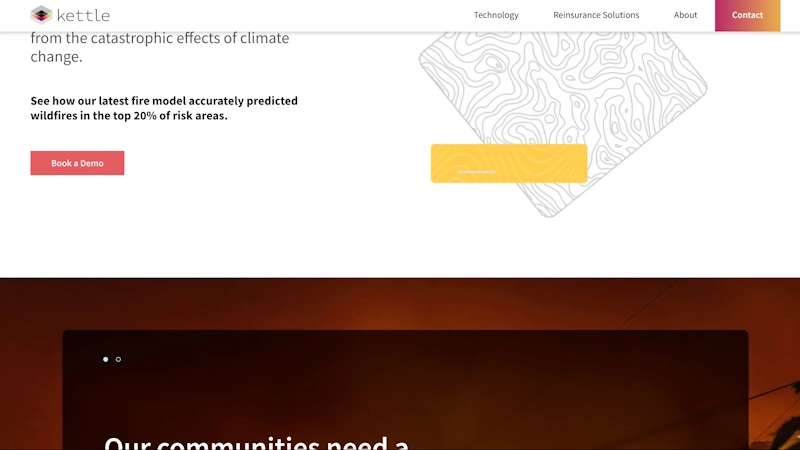 kettle
Technology
Reinsurance Solutions
About
Contact
from the catastrophic effects of climate
change.
See how our latest fire model accurately predicted
wildfires in the top 20% of risk areas.
Book a Demo
Our communities need a